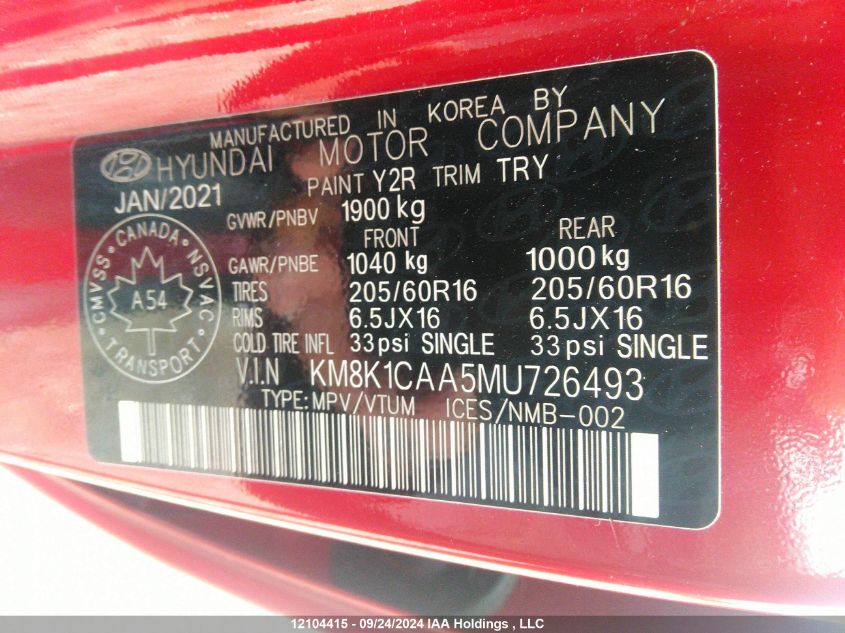 MANUFACTURED IN KOREA BY
HYUNDAI MOTOR COMPANY
JAN/2021 PAINT Y2R TRIM TRY
GVWR/PNBV 1900 kg
FRONT REAR
GAWR/PNBE 1040 kg 1000 kg
TIRES 205/60R16 205/60R16
RIMS 6.5JX16 6.5JX16
COLD TIRE INFL 33psi SINGLE 33psi SINGLE
V.I.N KM8K1CAA5MU726493
TYPE:MPV/VTUM ICES/NMB-002
CMVSS · CANADA · NSVAC
A 54
TRANSPORT
12104415 - 09/24/2024 IAA Holdings , LLC